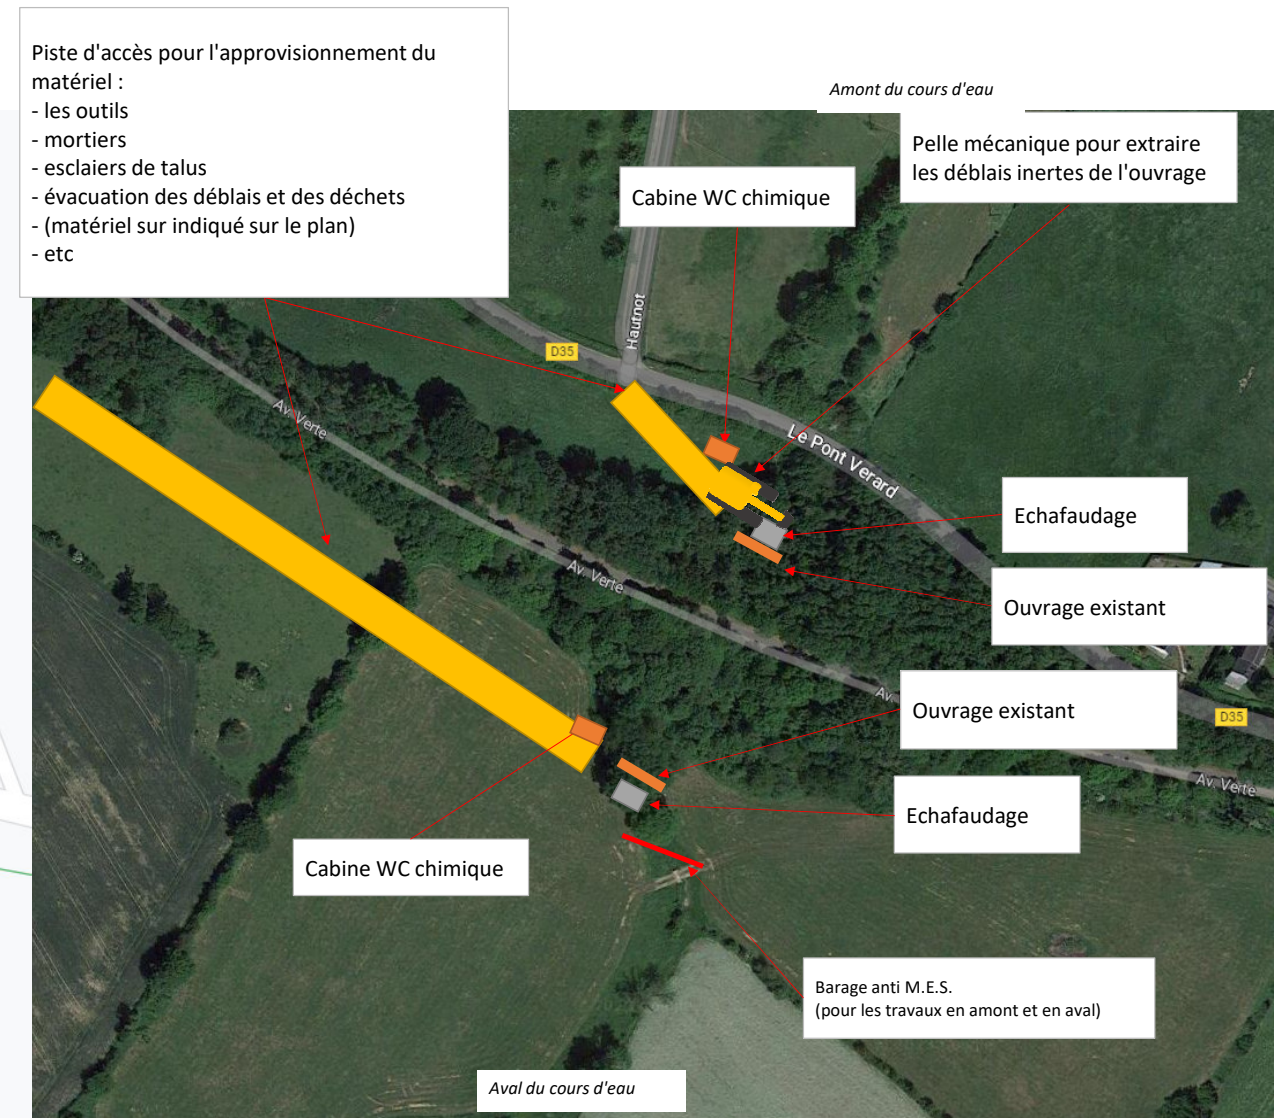 Piste d'accès pour l'approvisionnement du
matériel :
- les outils
- mortiers
- esclaiers de talus
- évacuation des déblais et des déchets
- (matériel sur indiqué sur le plan)
- etc
Amont du cours d'eau
Pelle mécanique pour extraire
les déblais inertes de l'ouvrage
Cabine WC chimique
Hautnot
D35
Av. Verte
Le Pont Verard
Echafaudage
Av. Verte
Ouvrage existant
Ouvrage existant
Av.
D35
Av. Verte
Echafaudage
Cabine WC chimique
Barage anti M.E.S.
(pour les travaux en amont et en aval)
Aval du cours d'eau